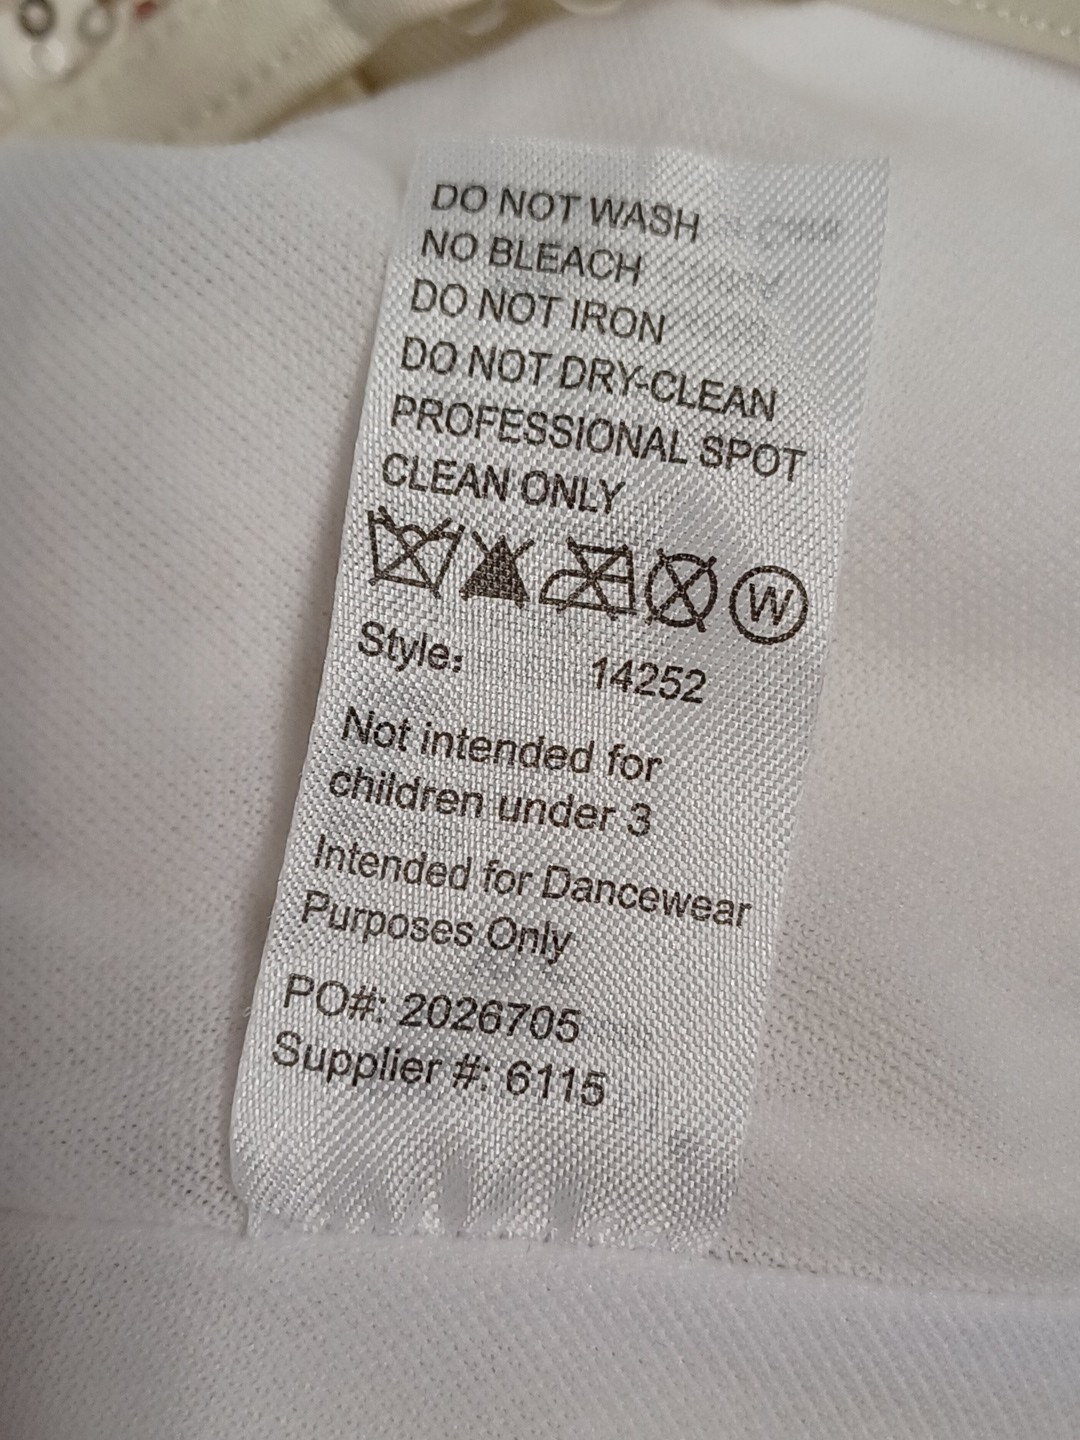 DO NOT WASH
NO BLEACH
DO NOT IRON
DO NOT DRY-CLEAN
PROFESSIONAL SPOT
CLEAN ONLY
W
Style: 14252
Not intended for
children under 3
Intended for Dancewear
Purposes Only
PO#: 2026705
Supplier #: 6115